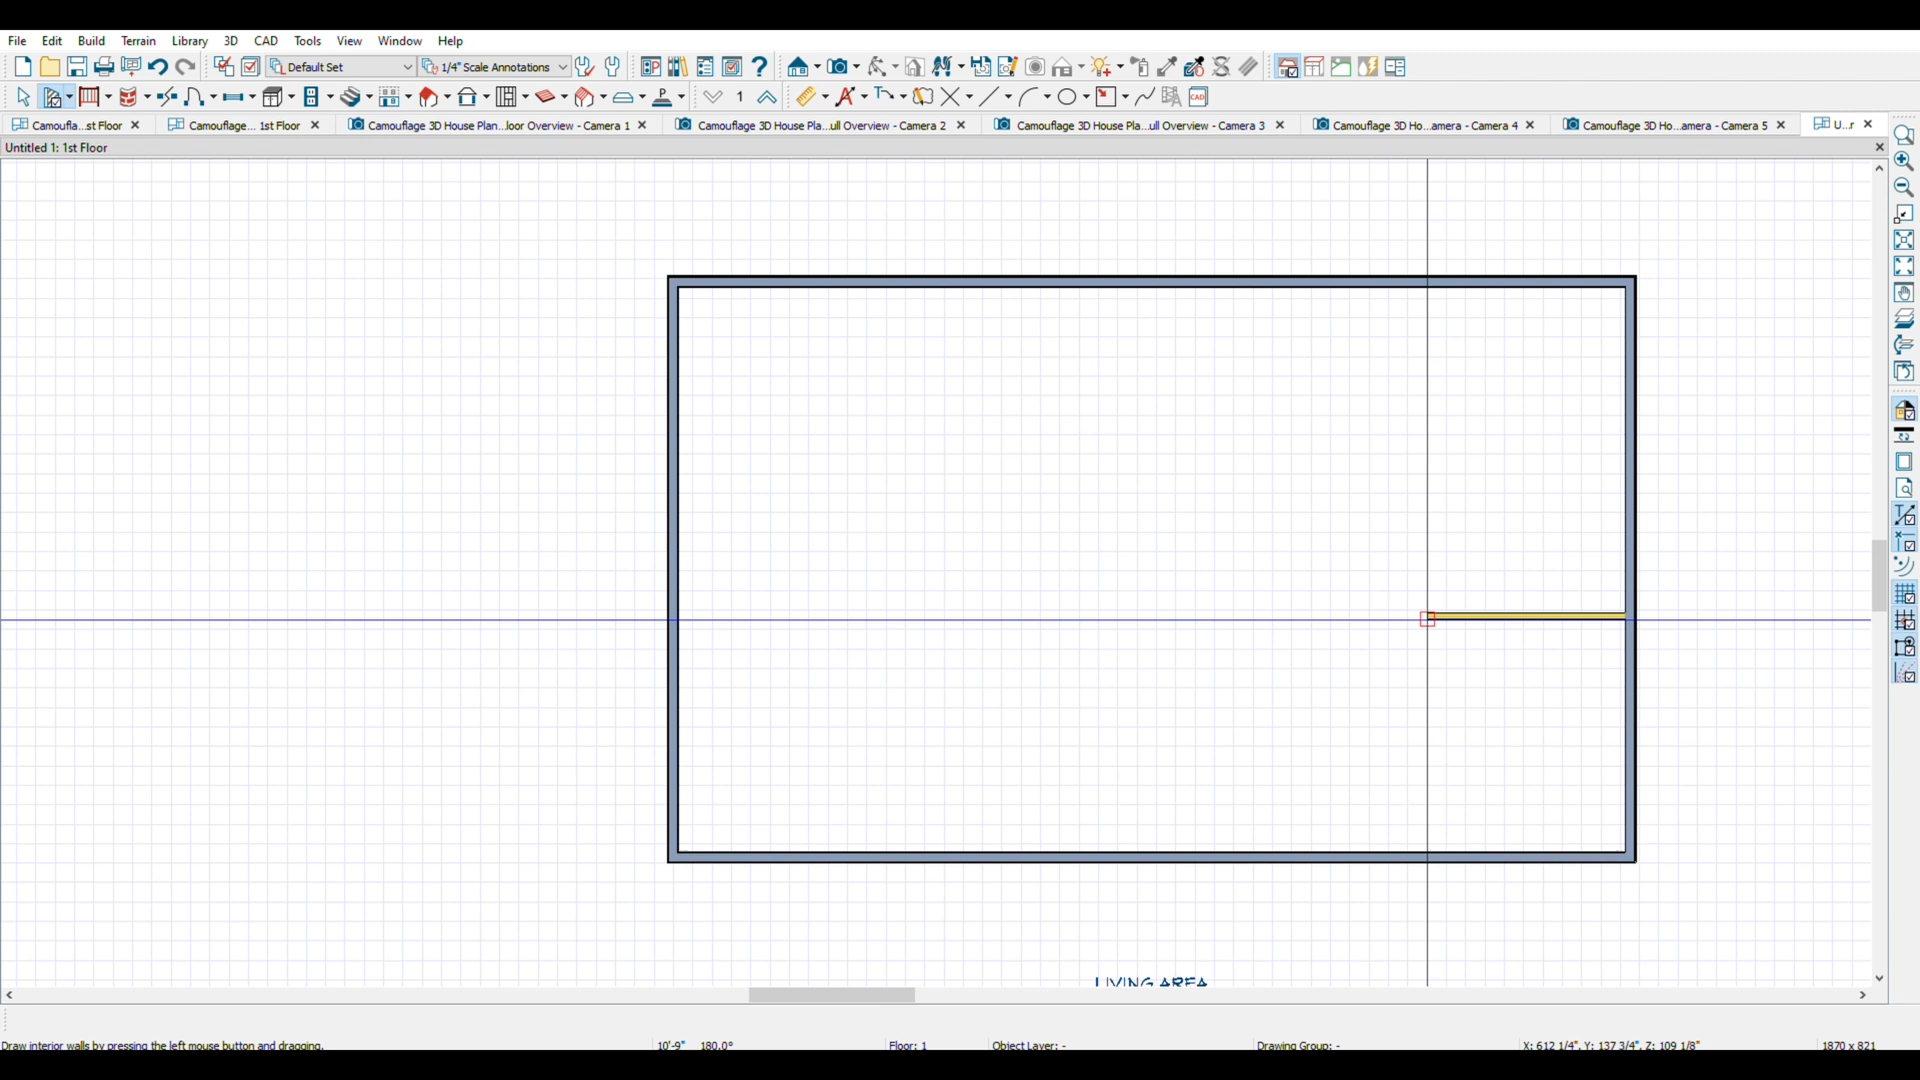 File Edit Build Terrain Library 3D CAD Tools View Window Help
Default Set 1/4" Scale Annotations
1 CAD
Camoufla...st Floor Camouflage... 1st Floor Camouflage 3D House Plan...loor Overview - Camera 1 Camouflage 3D House Pla...ull Overview - Camera 2 Camouflage 3D House Pla...ull Overview - Camera 3 Camouflage 3D Ho...amera - Camera 4 Camouflage 3D Ho...amera - Camera 5 U...r
Untitled 1: 1st Floor
LIVING AREA
Draw interior walls by pressing the left mouse button and dragging. 10'-9" 180.0° Floor: 1 Object Layer: - Drawing Group: - X: 612 1/4", Y: 137 3/4", Z: 109 1/8" 1870 x 821